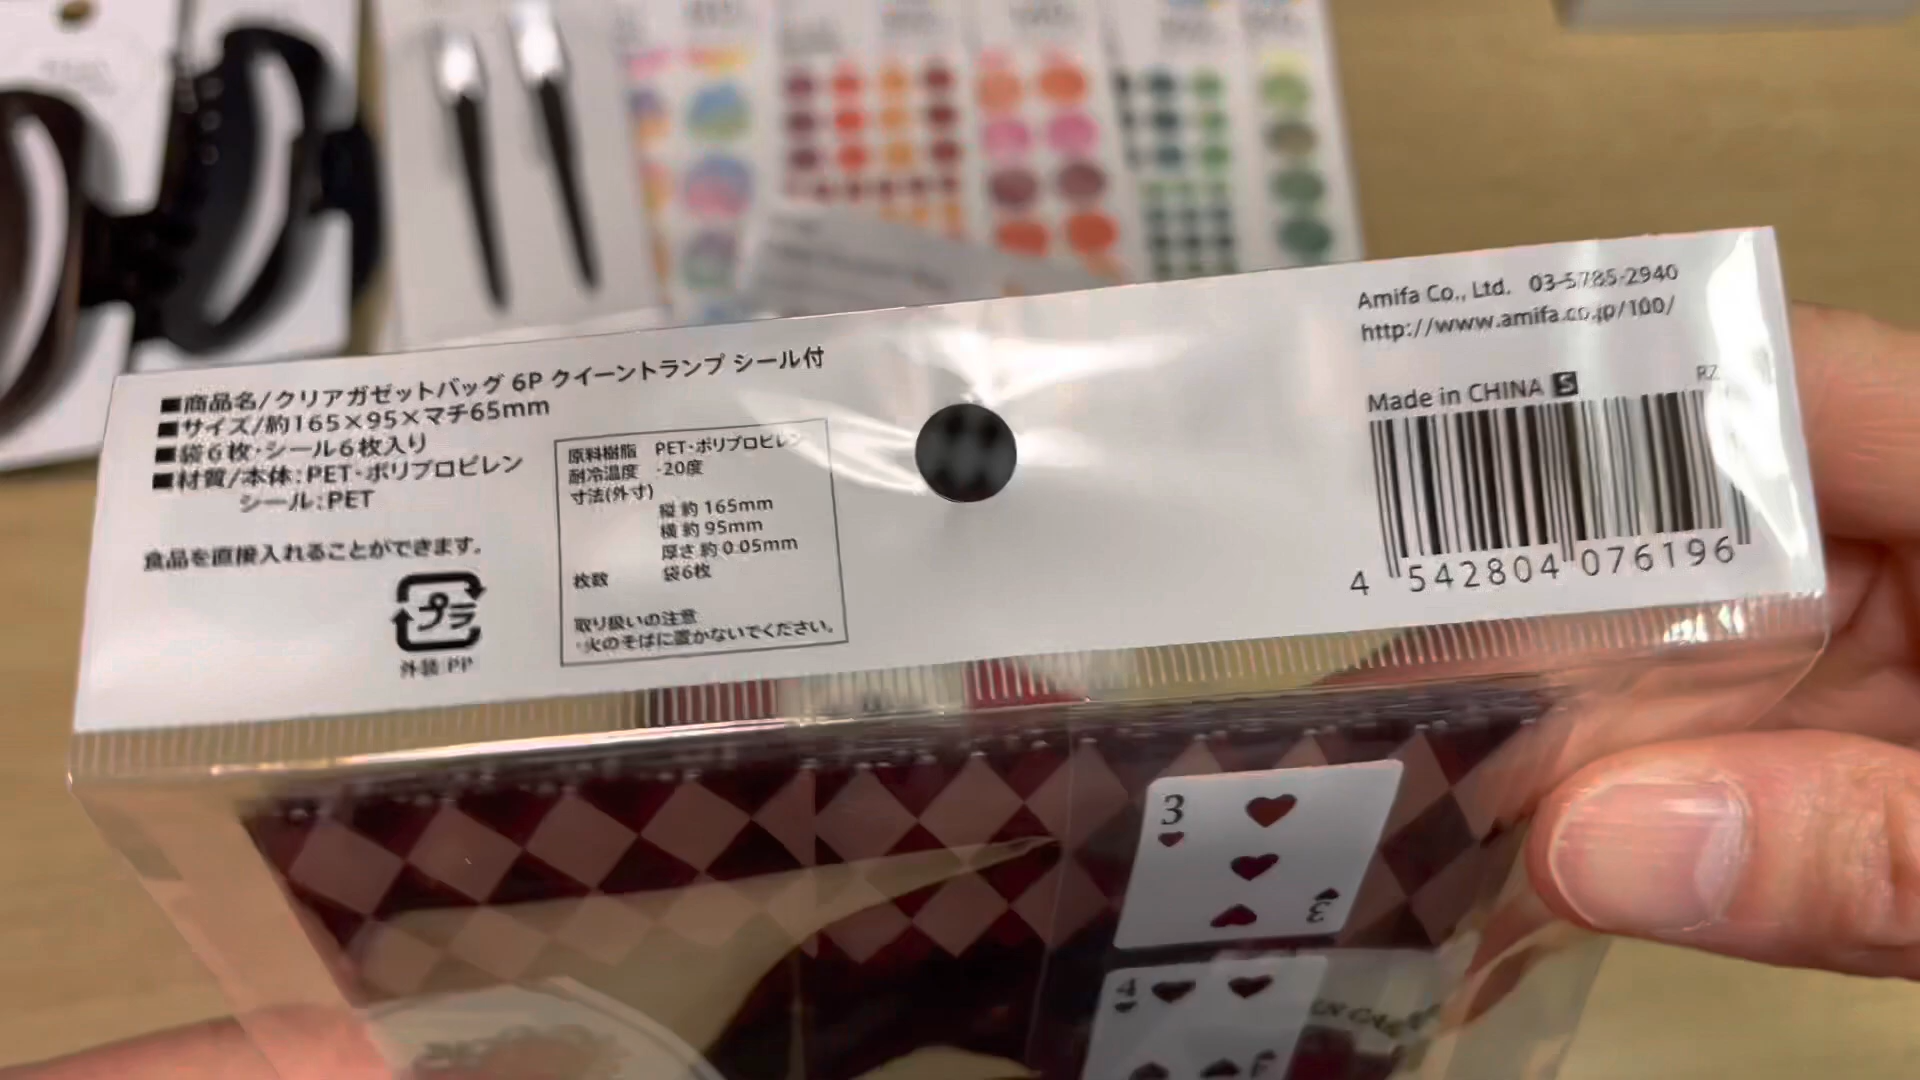 ■商品名/クリアガゼットバッグ 6P クイーントランプ シール付
■サイズ/約165×95×マチ65mm
■袋6枚・シール6枚入り
■材質/本体:PET・ポリプロピレン
シール:PET
食品を直接入れることができます。
プラ
外装:PP
原料樹脂 PET・ポリプロピレン
耐冷温度 -20度
寸法(外寸)
縦 約 165mm
横 約 95mm
厚さ 約 0.05mm
枚数 袋6枚
取り扱いの注意
・火のそばに置かないでください。
Amifa Co., Ltd. 03-5785-2940
http://www.amifa.co.jp/100/
Made in CHINA S
RZ
4 542804 076196
3
3
4